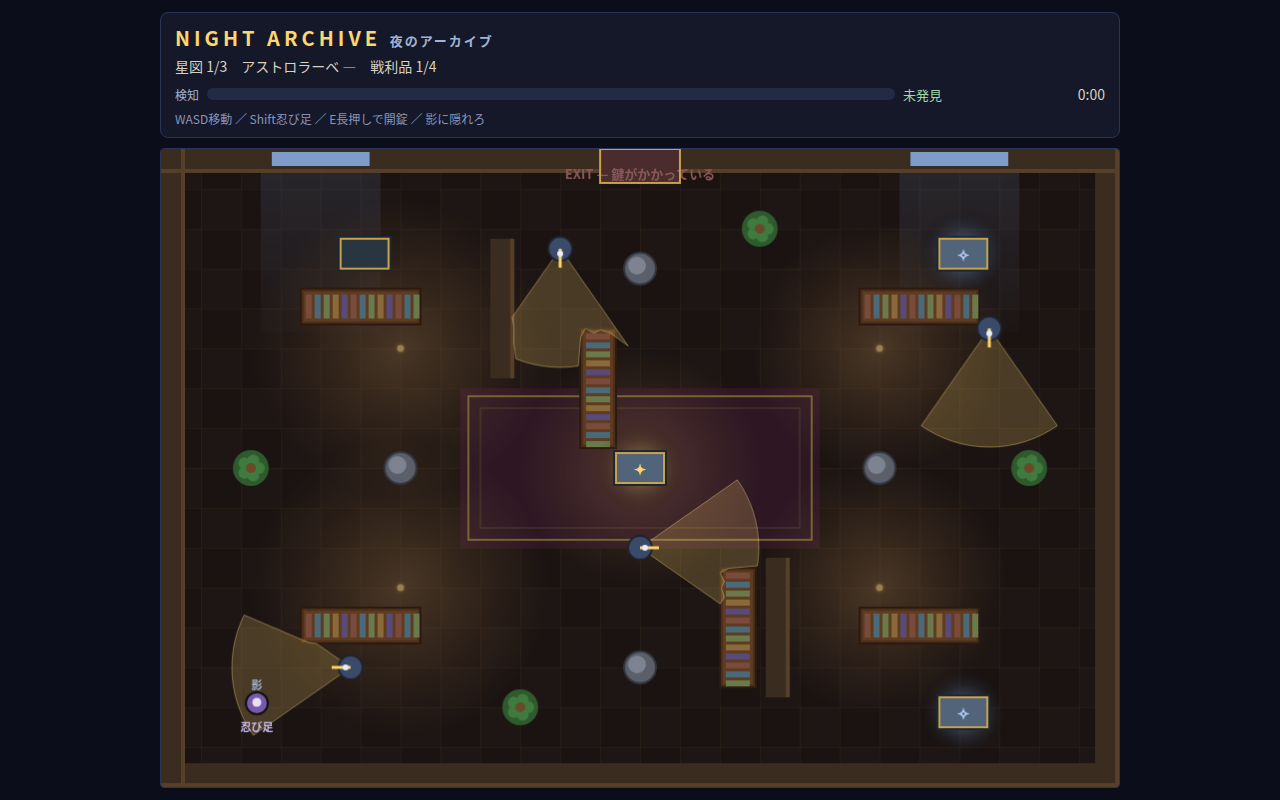 NIGHT ARCHIVE 夜のアーカイブ
星図 1/3 アストロラーベ — 戦利品 1/4
検知 未発見 0:00
WASD移動 ／ Shift忍び足 ／ E長押しで開錠 ／ 影に隠れろ
EXIT — 鍵がかかっている
影
忍び足